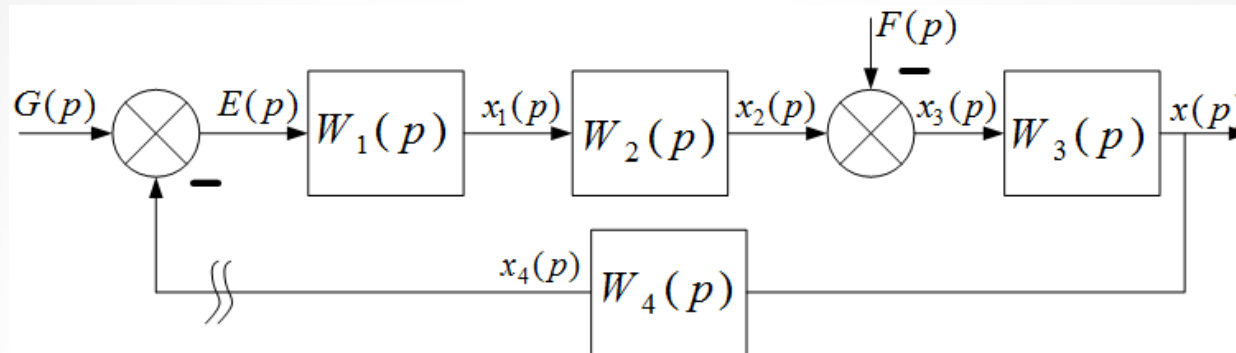 F(p)
G(p) E(p) W₁(p) x₁(p) W₂(p) x₂(p) x₃(p) W₃(p) x(p)
x₄(p) W₄(p)